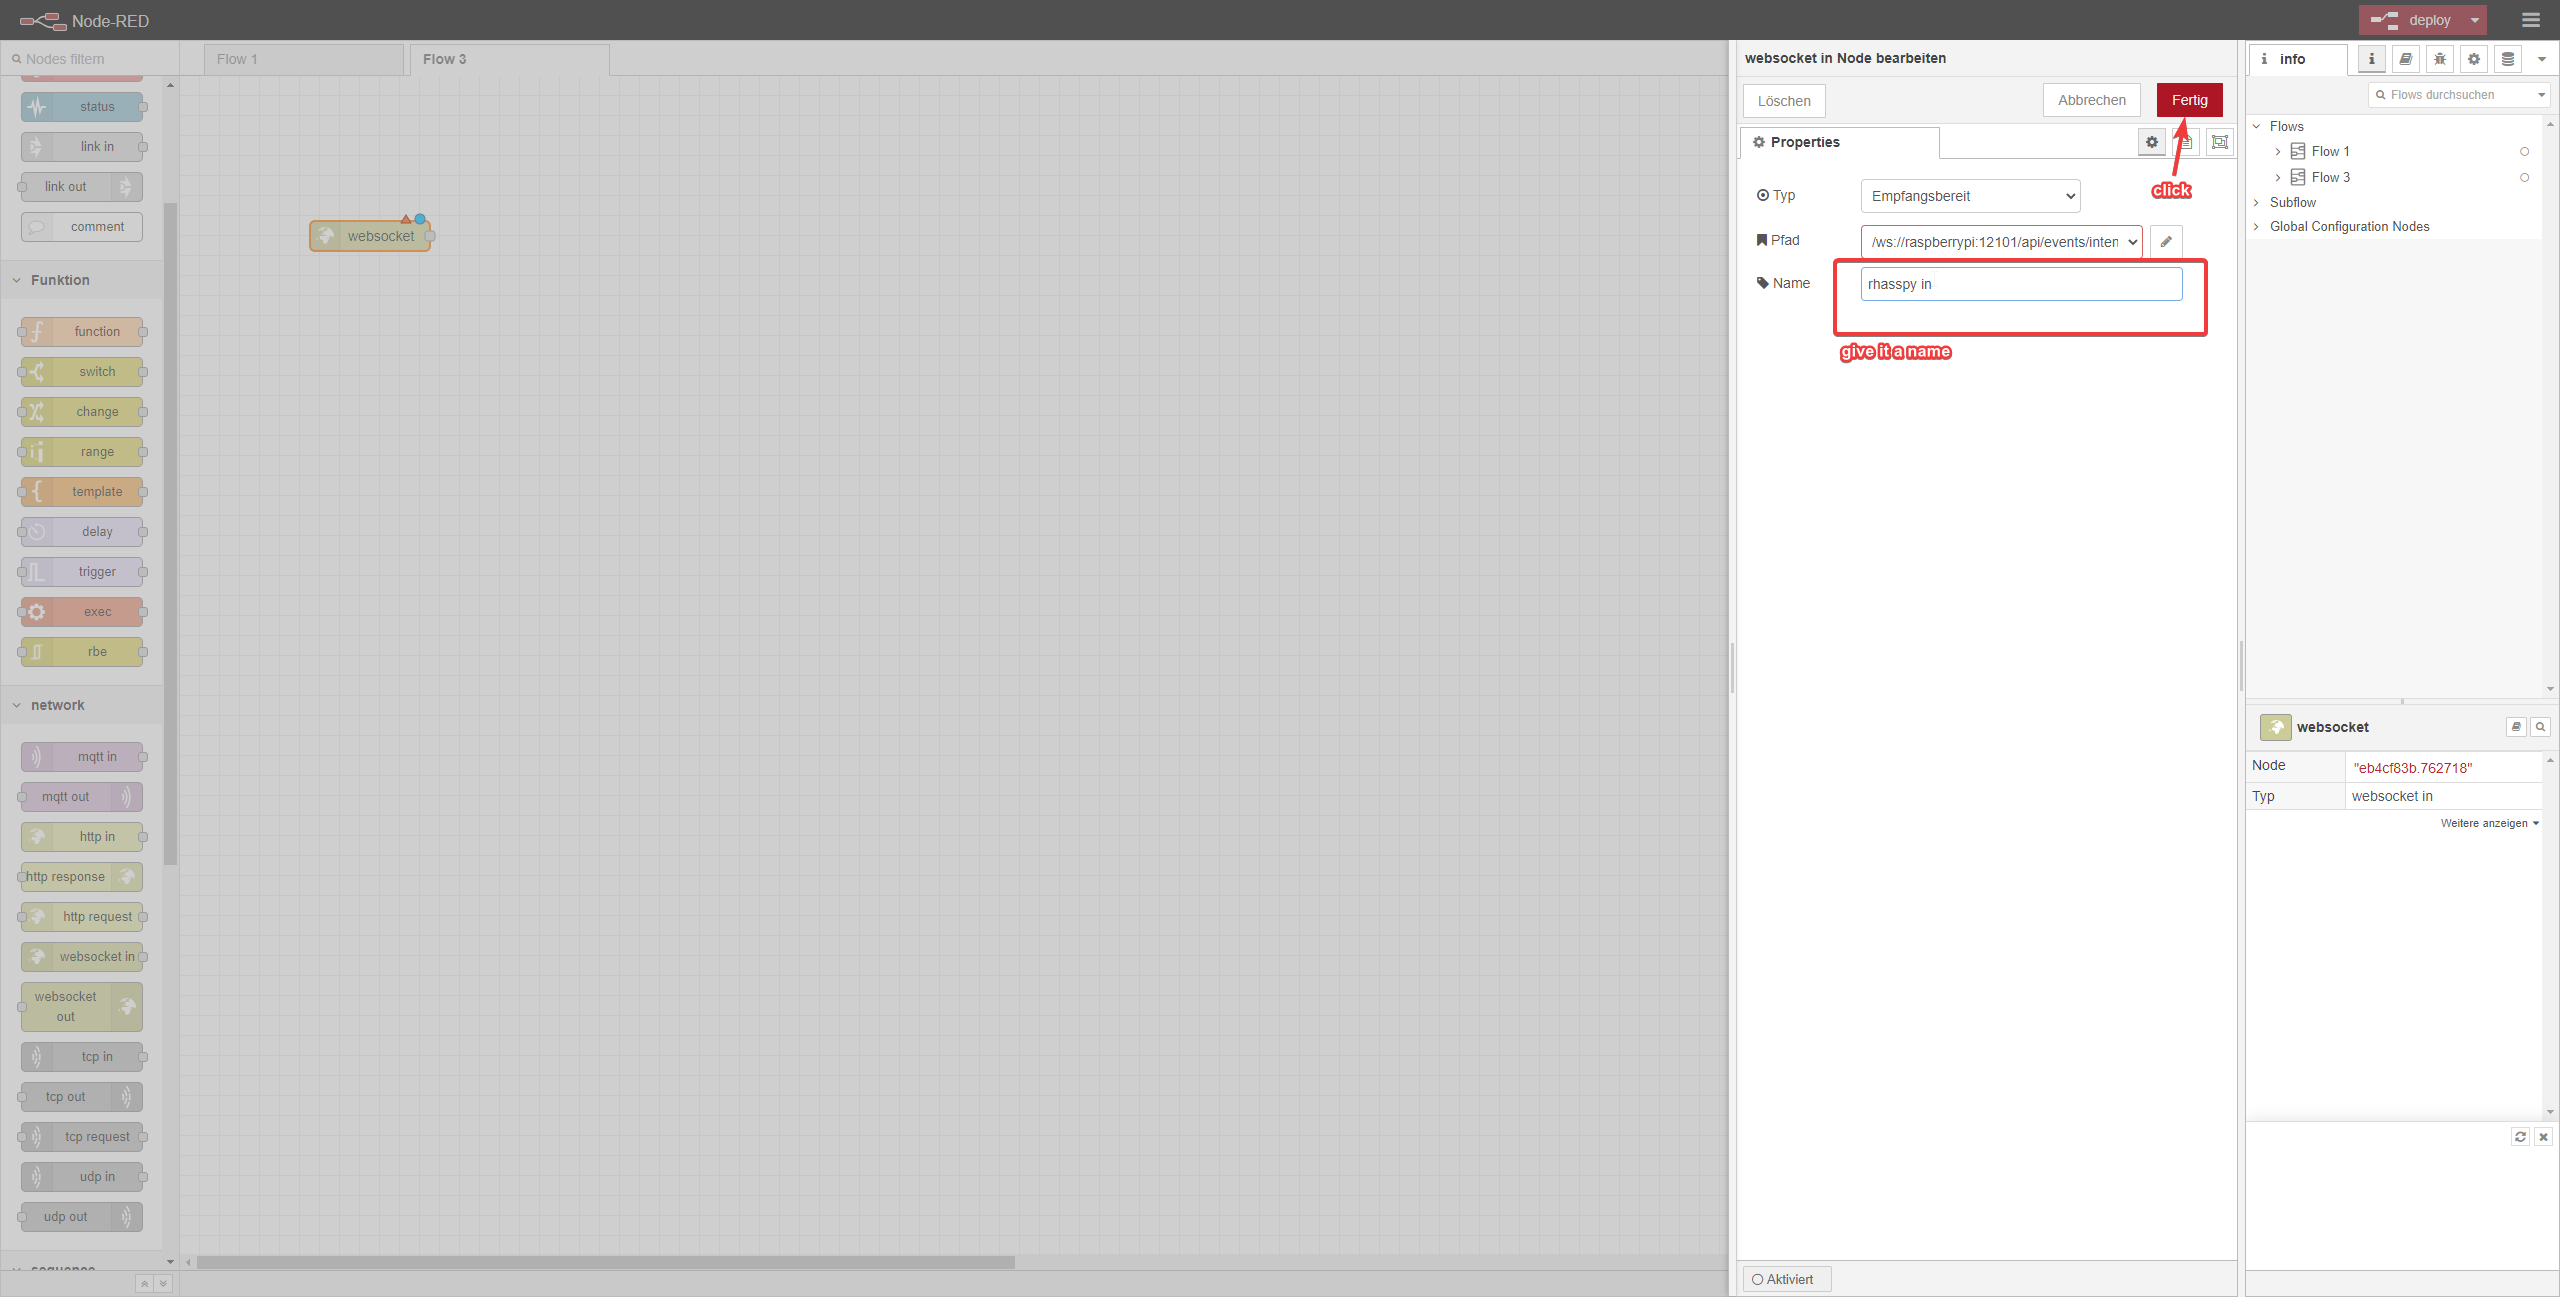 Node-RED
deploy
Nodes filtern
Flow 1
Flow 3
status
link in
link out
comment
websocket
Funktion
function
switch
change
range
template
delay
trigger
exec
rbe
network
mqtt in
mqtt out
http in
http response
http request
websocket in
websocket
out
tcp in
tcp out
tcp request
udp in
udp out
sequence
websocket in Node bearbeiten
Löschen
Abbrechen
Fertig
Properties
click
Typ
Empfangsbereit
Pfad
/ws://raspberrypi:12101/api/events/inten
Name
rhasspy in
give it a name
Aktiviert
info
Flows durchsuchen
Flows
Flow 1
Flow 3
Subflow
Global Configuration Nodes
websocket
Node
"eb4cf83b.762718"
Typ
websocket in
Weitere anzeigen